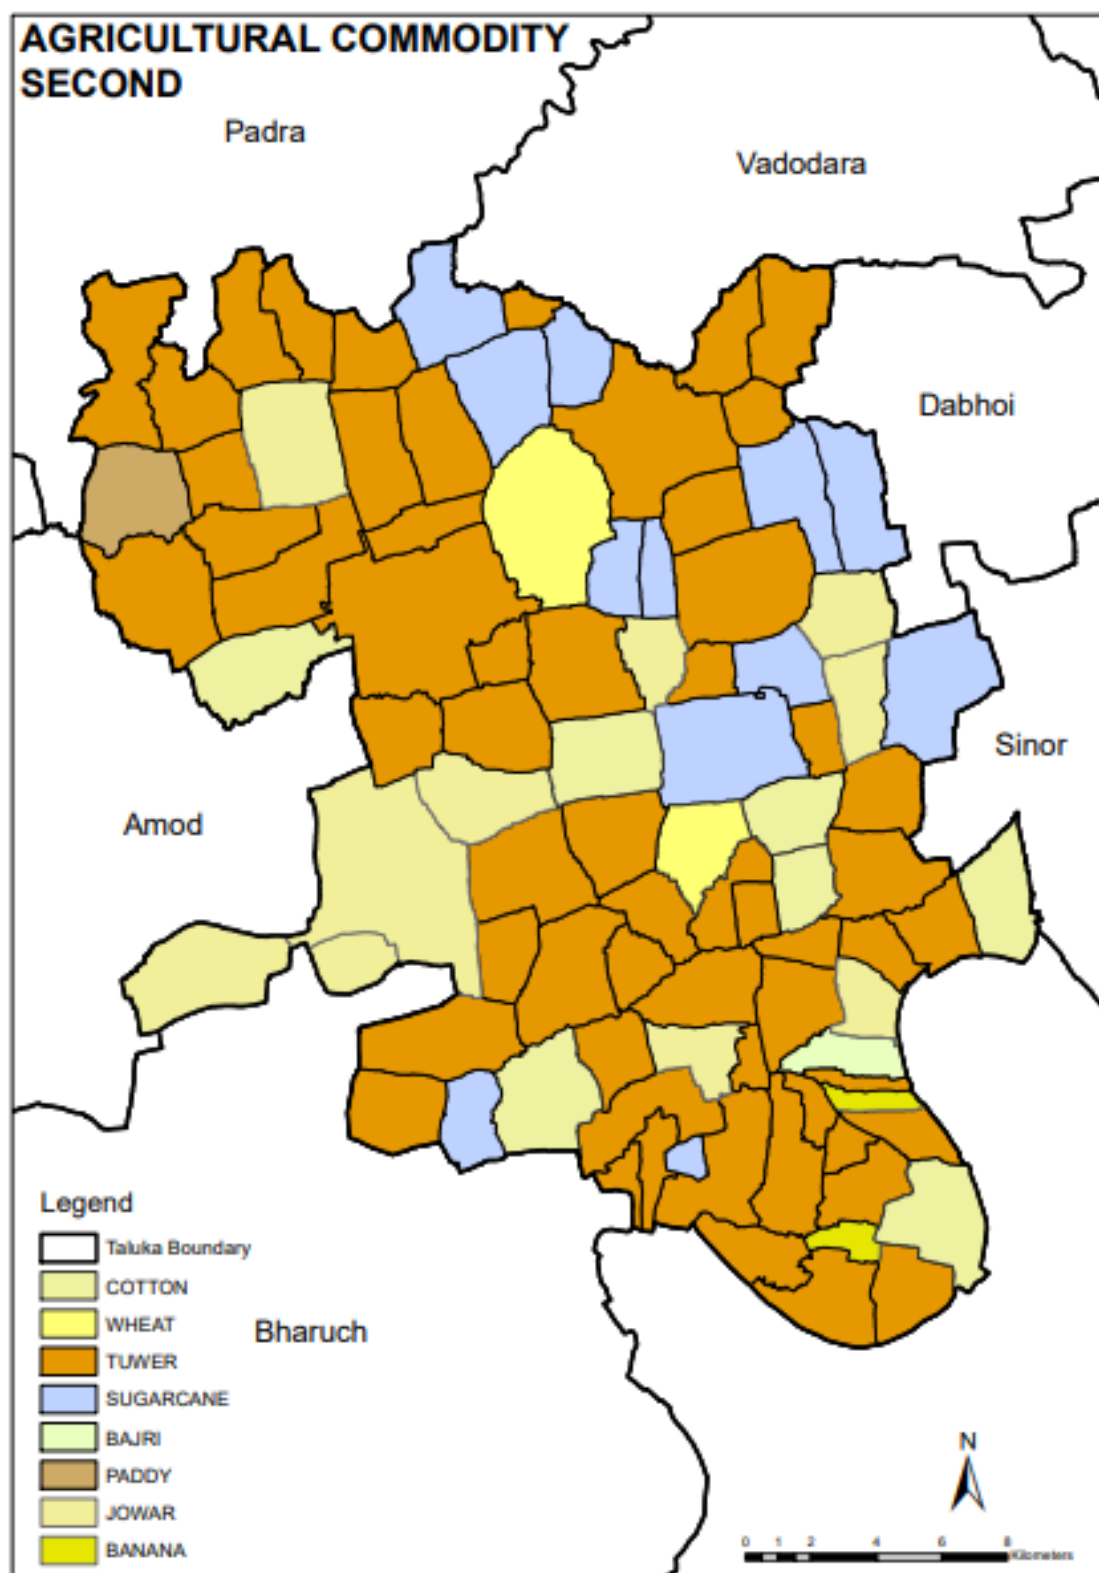 AGRICULTURAL COMMODITY
SECOND
Padra
Vadodara
Dabhoi
Sinor
Amod
Bharuch
Legend
Taluka Boundary
COTTON
WHEAT
TUWER
SUGARCANE
BAJRI
PADDY
JOWAR
BANANA
N
0 1 2 4 6 8
Kilometers